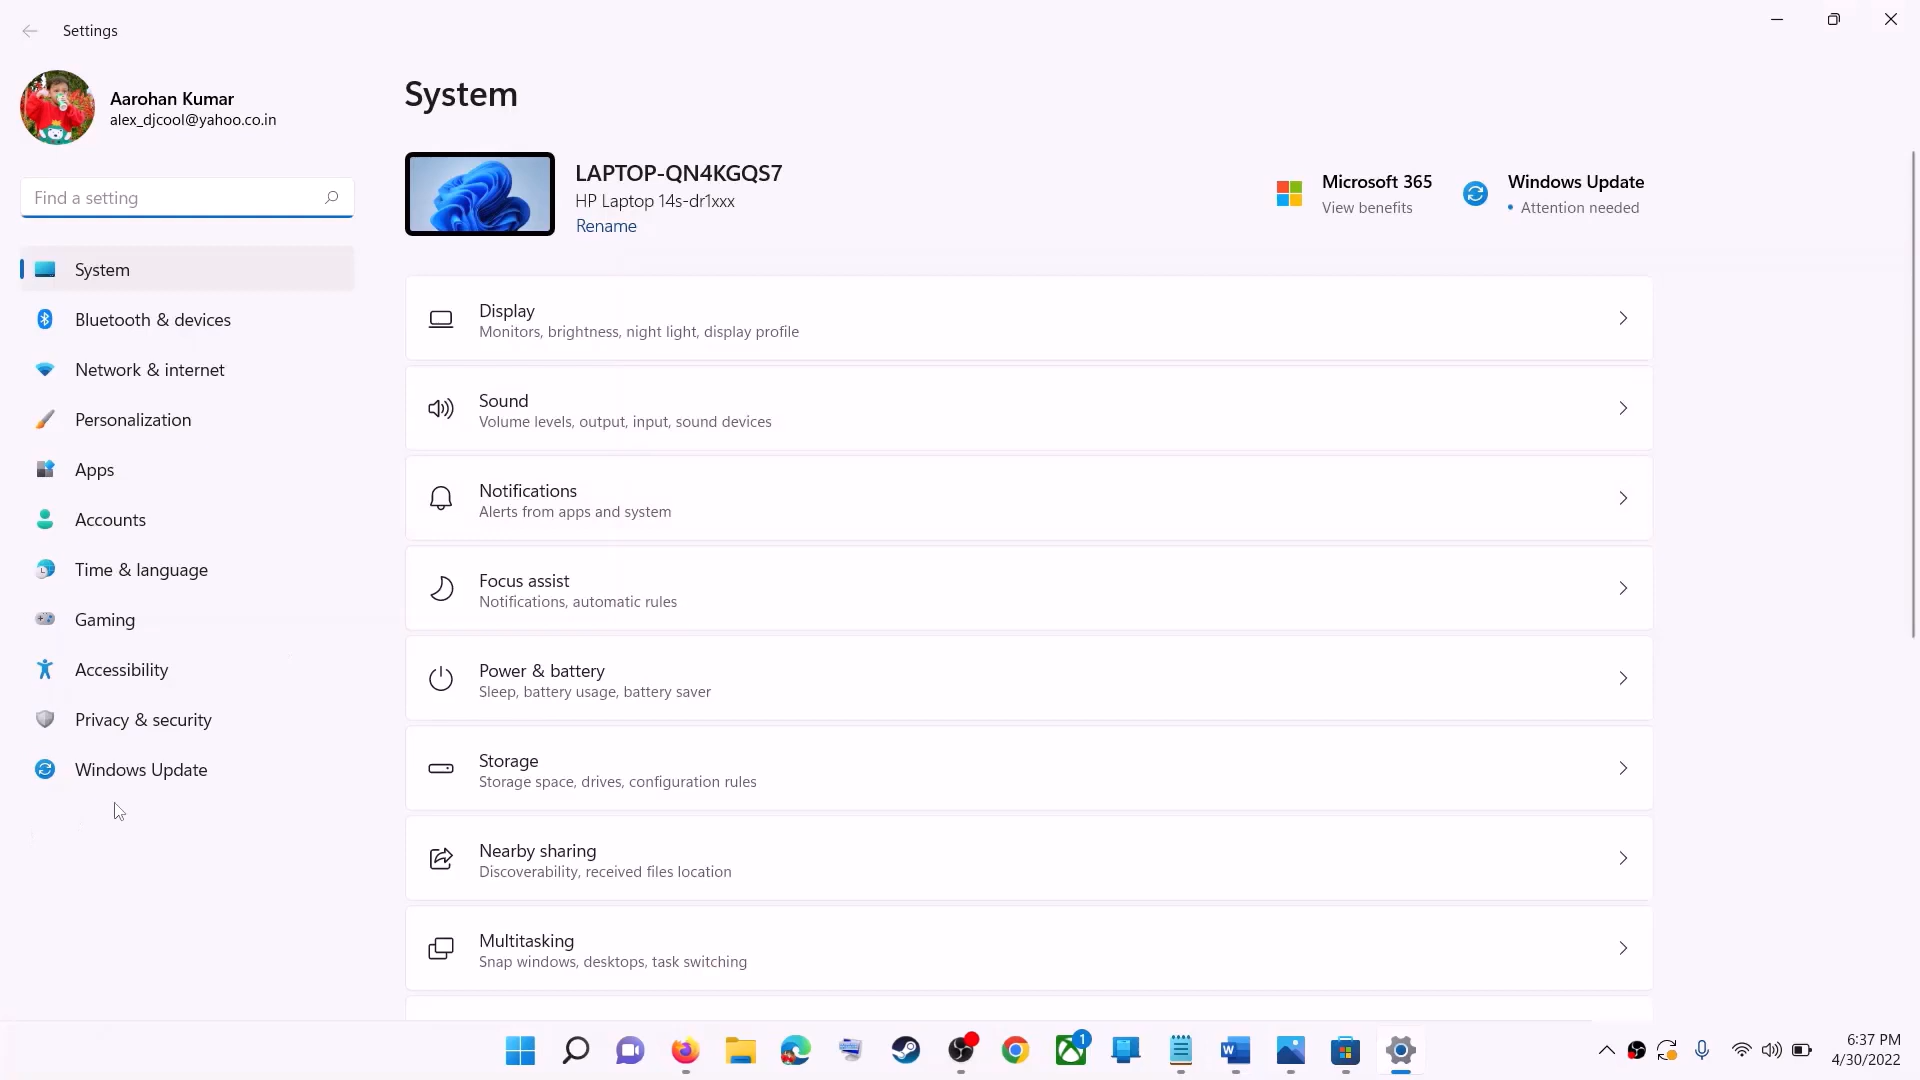 Settings
Aarohan Kumar
alex_djcool@yahoo.co.in
Find a setting
System
Bluetooth & devices
Network & internet
Personalization
Apps
Accounts
Time & language
Gaming
Accessibility
Privacy & security
Windows Update
System
LAPTOP-QN4KGQS7
HP Laptop 14s-dr1xxx
Rename
Microsoft 365
View benefits
Windows Update
• Attention needed
Display
Monitors, brightness, night light, display profile
Sound
Volume levels, output, input, sound devices
Notifications
Alerts from apps and system
Focus assist
Notifications, automatic rules
Power & battery
Sleep, battery usage, battery saver
Storage
Storage space, drives, configuration rules
Nearby sharing
Discoverability, received files location
Multitasking
Snap windows, desktops, task switching
1
W
6:37 PM
4/30/2022